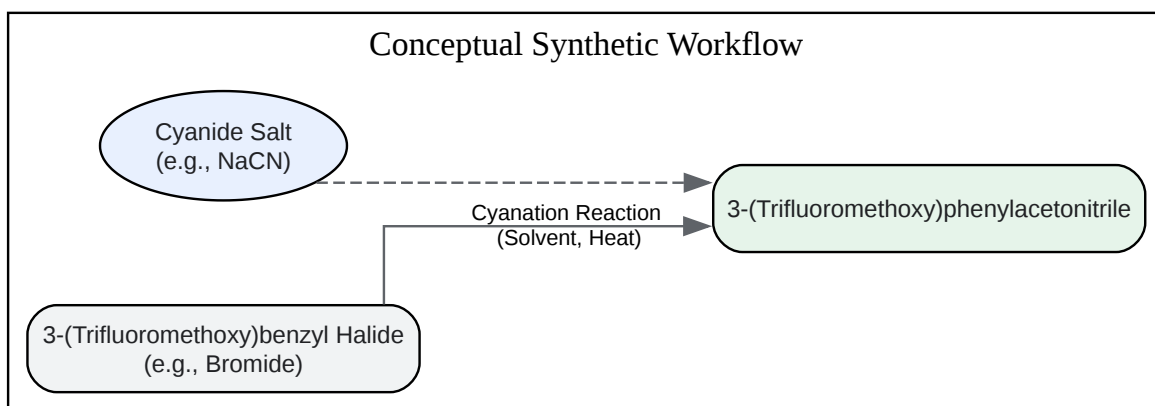 Conceptual Synthetic Workflow
Cyanide Salt
(e.g., NaCN)
3-(Trifluoromethoxy)phenylacetonitrile
Cyanation Reaction
(Solvent, Heat)
3-(Trifluoromethoxy)benzyl Halide
(e.g., Bromide)